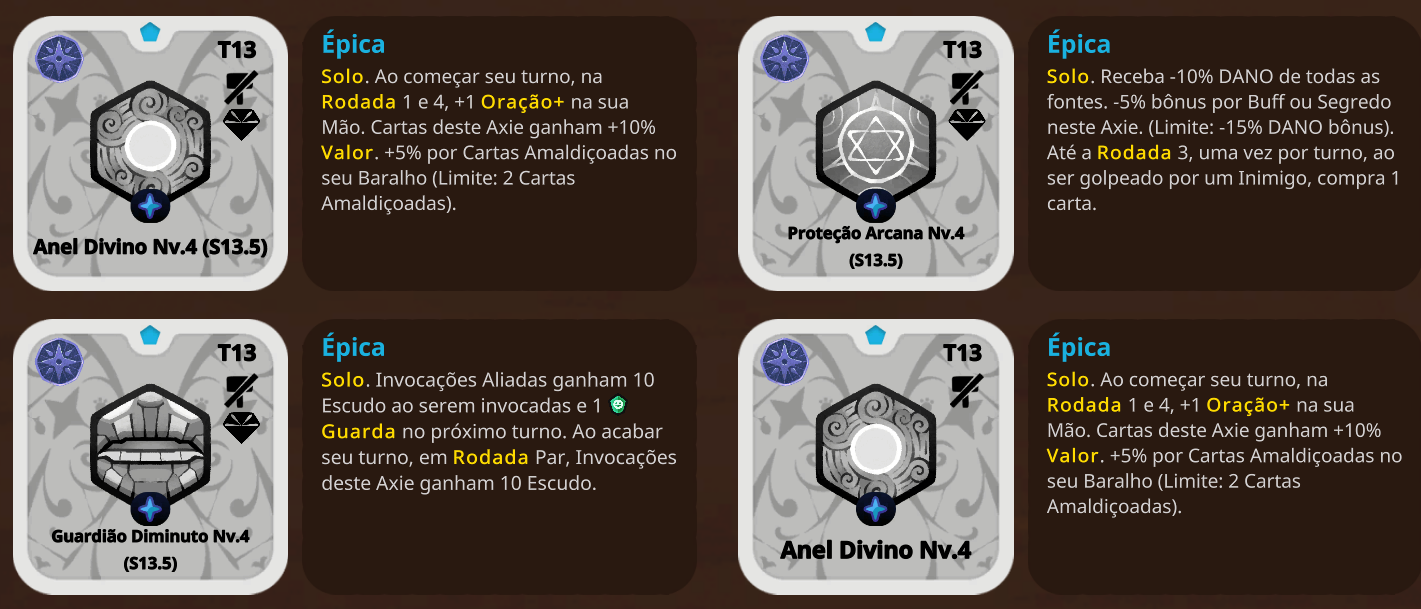 T13
Anel Divino Nv.4 (S13.5)
Épica
Solo. Ao começar seu turno, na
Rodada 1 e 4, +1 Oração+ na sua
Mão. Cartas deste Axie ganham +10%
Valor. +5% por Cartas Amaldiçoadas no
seu Baralho (Limite: 2 Cartas
Amaldiçoadas).
T13
Proteção Arcana Nv.4
(S13.5)
Épica
Solo. Receba -10% DANO de todas as
fontes. -5% bônus por Buff ou Segredo
neste Axie. (Limite: -15% DANO bônus).
Até a Rodada 3, uma vez por turno, ao
ser golpeado por um Inimigo, compra 1
carta.
T13
Guardião Diminuto Nv.4
(S13.5)
Épica
Solo. Invocações Aliadas ganham 10
Escudo ao serem invocadas e 1
Guarda no próximo turno. Ao acabar
seu turno, em Rodada Par, Invocações
deste Axie ganham 10 Escudo.
T13
Anel Divino Nv.4
Épica
Solo. Ao começar seu turno, na
Rodada 1 e 4, +1 Oração+ na sua
Mão. Cartas deste Axie ganham +10%
Valor. +5% por Cartas Amaldiçoadas no
seu Baralho (Limite: 2 Cartas
Amaldiçoadas).